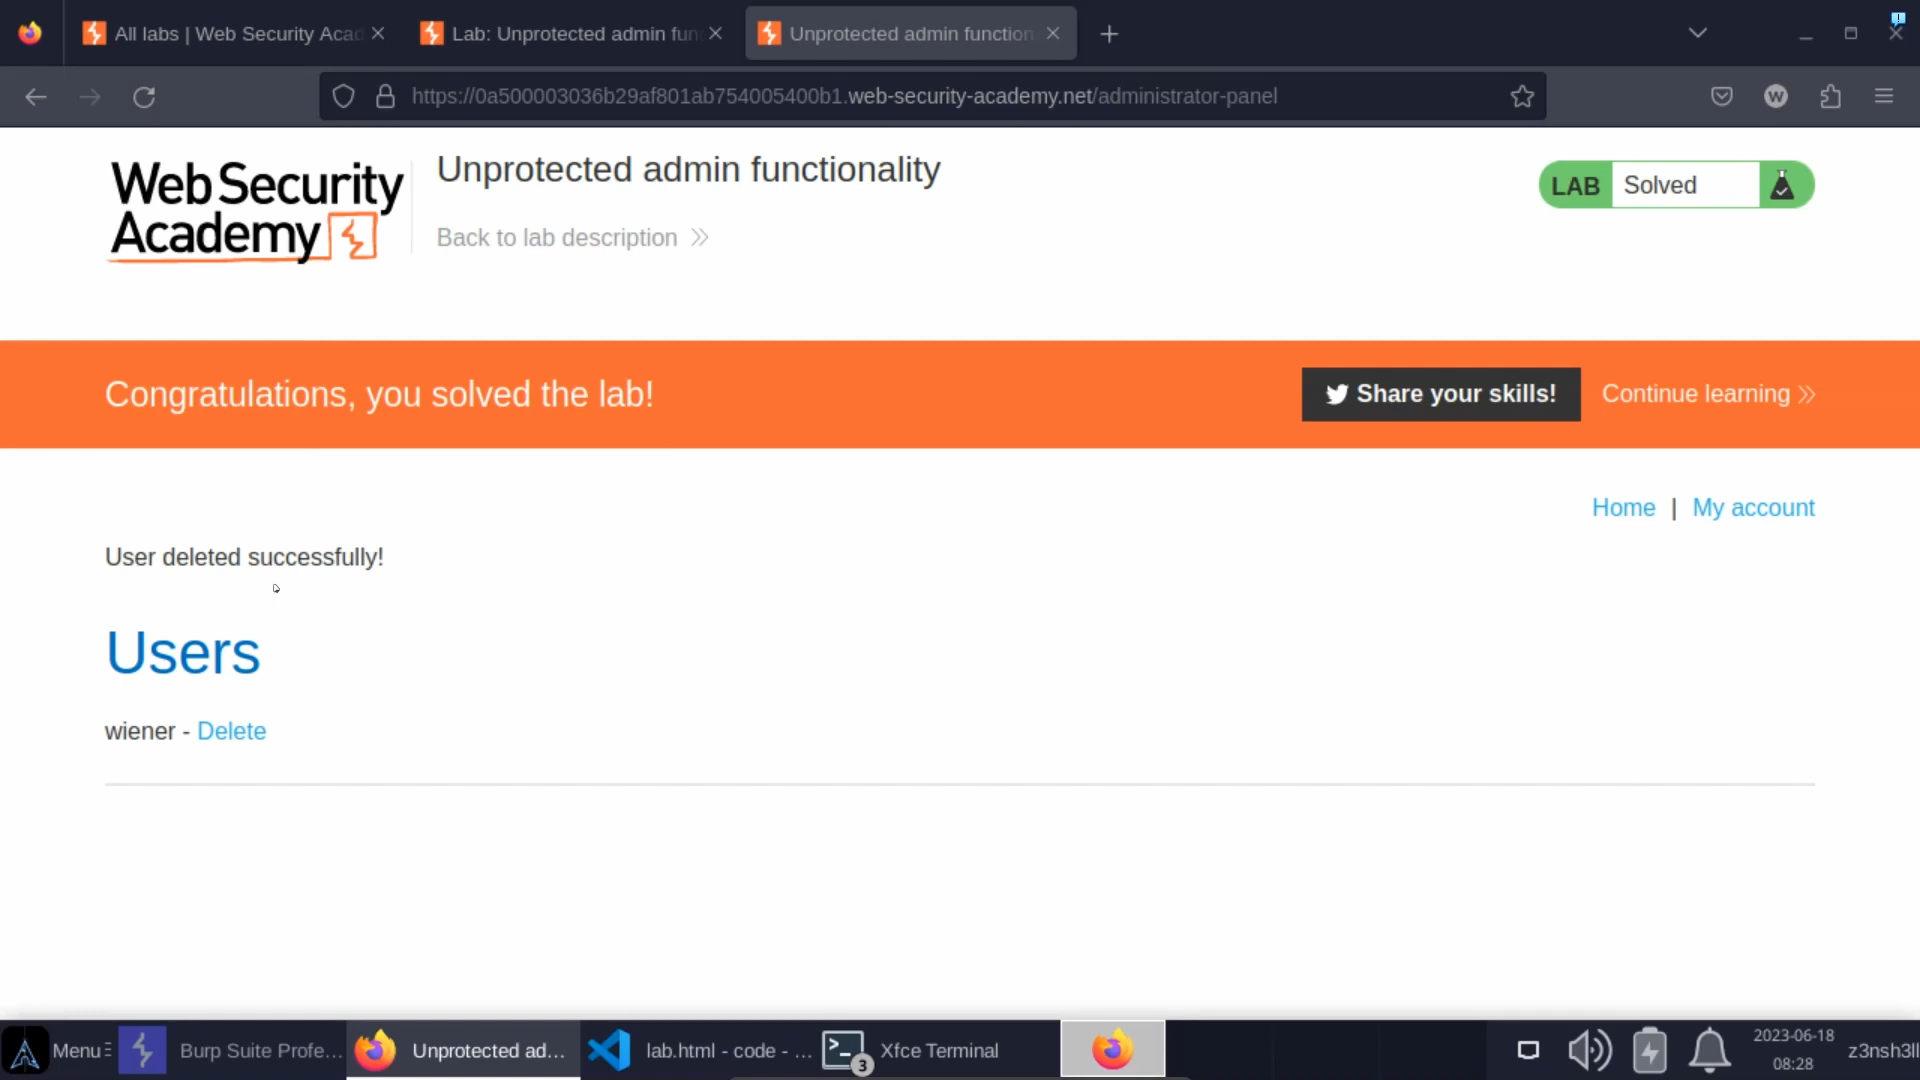 All labs | Web Security Acad
Lab: Unprotected admin fun
Unprotected admin function
https://0a500003036b29af801ab754005400b1.web-security-academy.net/administrator-panel
W
Web Security
Academy
Unprotected admin functionality
Back to lab description
LAB
Solved
Congratulations, you solved the lab!
Share your skills!
Continue learning
Home | My account
User deleted successfully!
Users
wiener - Delete
Menu
Burp Suite Profe...
Unprotected ad...
lab.html - code - ...
3
Xfce Terminal
2023-06-18
08:28
z3nsh3ll